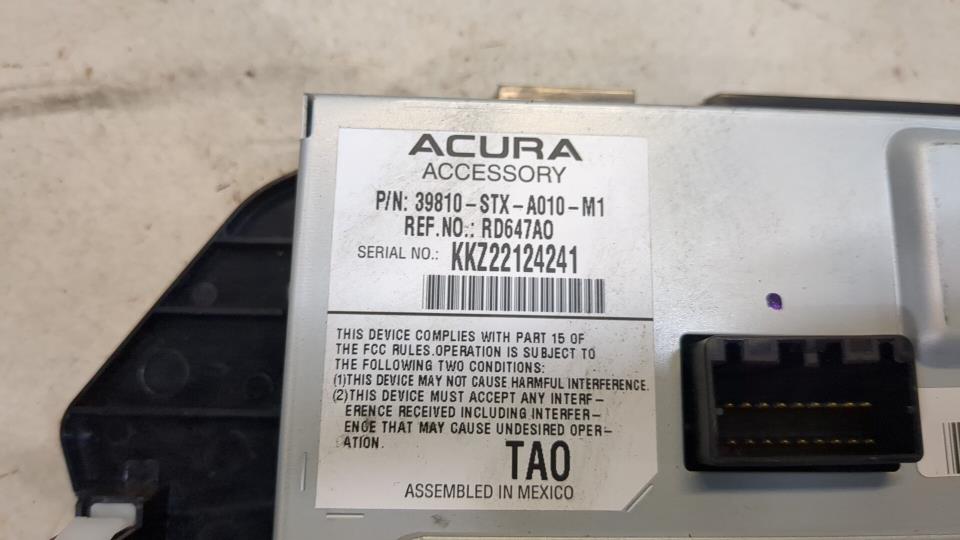 ACURA
ACCESSORY
P/N: 39810-STX-A010-M1
REF.NO.: RD647A0
SERIAL NO.: KKZ22124241
THIS DEVICE COMPLIES WITH PART 15 OF
THE FCC RULES.OPERATION IS SUBJECT TO
THE FOLLOWING TWO CONDITIONS:
(1)THIS DEVICE MAY NOT CAUSE HARMFUL INTERFERENCE.
(2)THIS DEVICE MUST ACCEPT ANY INTERF-
ERENCE RECEIVED INCLUDING INTERFER-
ENCE THAT MAY CAUSE UNDESIRED OPER-
ATION.
TA0
ASSEMBLED IN MEXICO